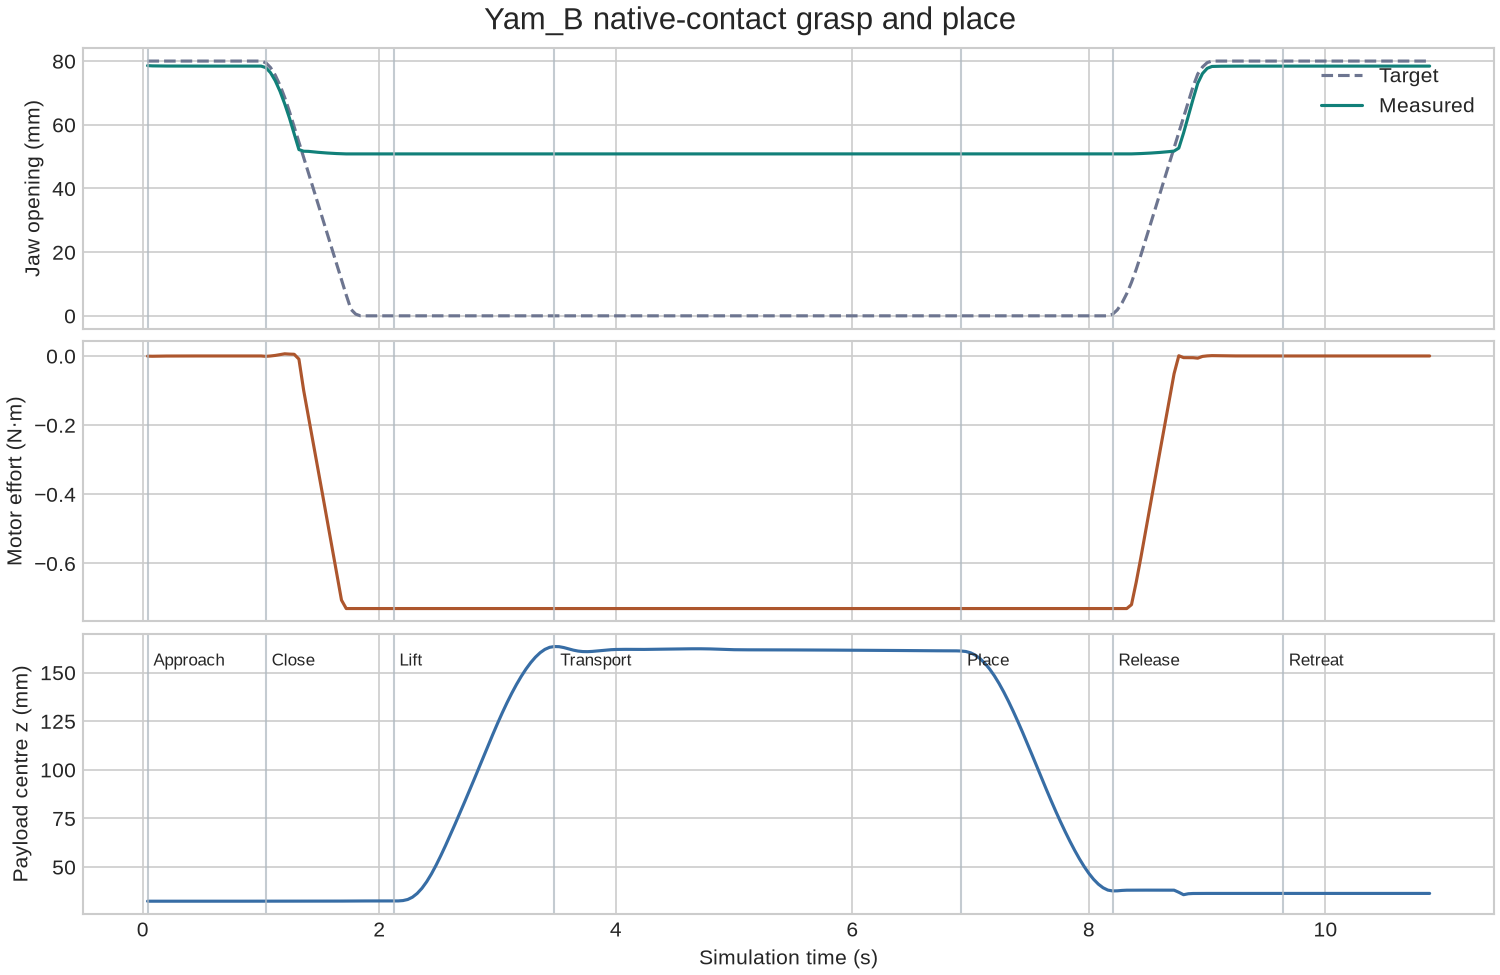 Yam_B native-contact grasp and place
80
60
40
20
0
Jaw opening (mm)
Target
Measured
0.0
−0.2
−0.4
−0.6
Motor effort (N·m)
Approach
Close
Lift
Transport
Place
Release
Retreat
150
125
100
75
50
Payload centre z (mm)
0 2 4 6 8 10
Simulation time (s)